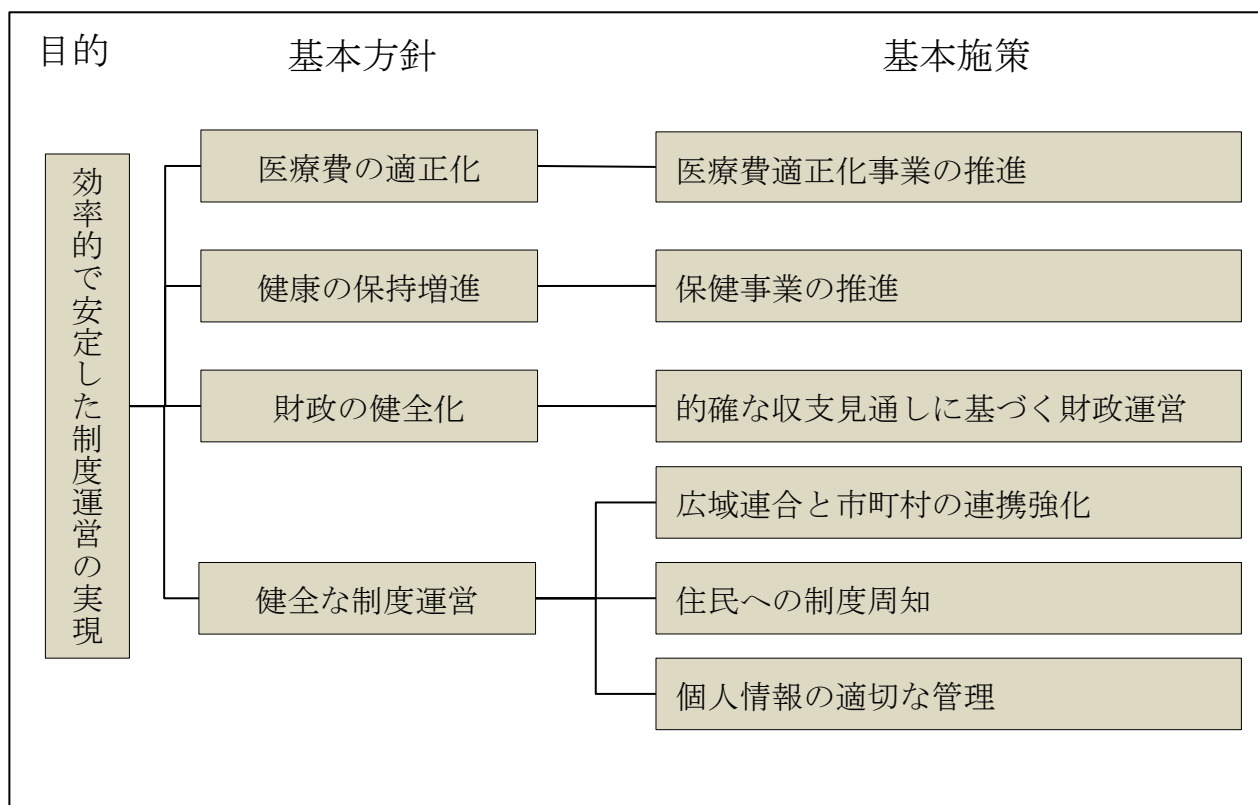 目的
基本方針
基本施策
効率的で安定した制度運営の実現
医療費の適正化
医療費適正化事業の推進
健康の保持増進
保健事業の推進
財政の健全化
的確な収支見通しに基づく財政運営
健全な制度運営
広域連合と市町村の連携強化
住民への制度周知
個人情報の適切な管理